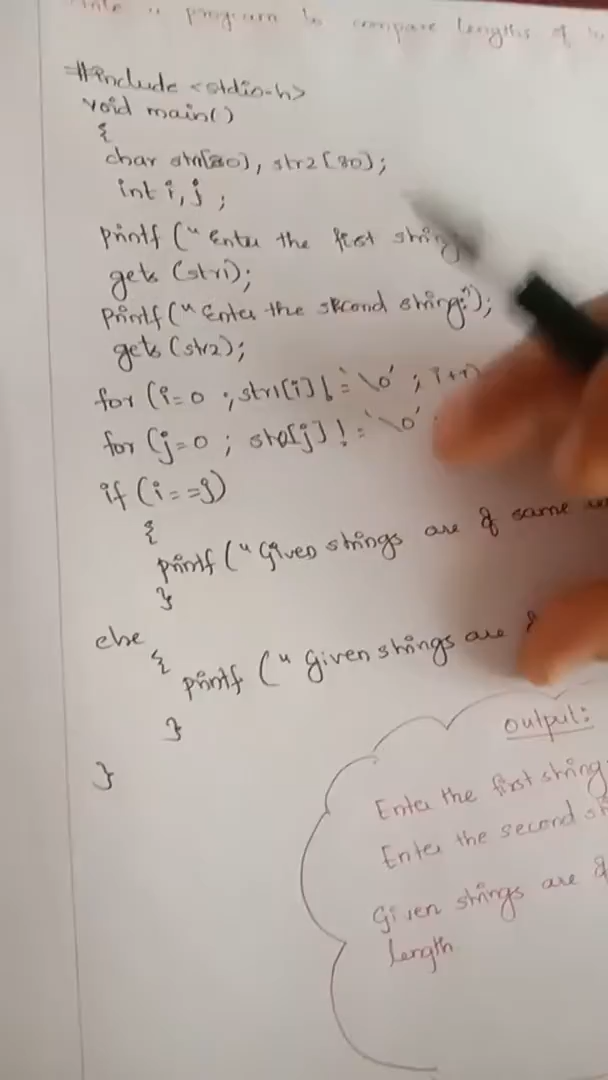 program to compare lengths of
#include <stdio.h>
void main()
{
char str1[80], str2[80];
int i, j ;
printf (" Enter the first string
gets (str1);
printf (" Enter the second string:");
gets (str2);
for (i=0 ; str1[i] != '\0' ; i++)
for (j=0 ; str2[j] != '\0'
if (i==j)
{
printf (" Given strings are of same
}
else
{
printf (" Given strings are
}
}
output:
Enter the first string
Enter the second
Given strings are of
length